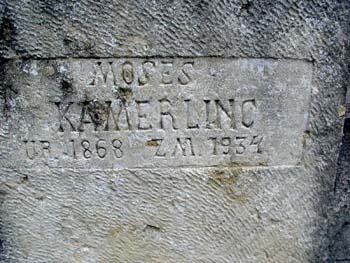 MOSES
KAMERLING
UR. 1868 ZM. 1934